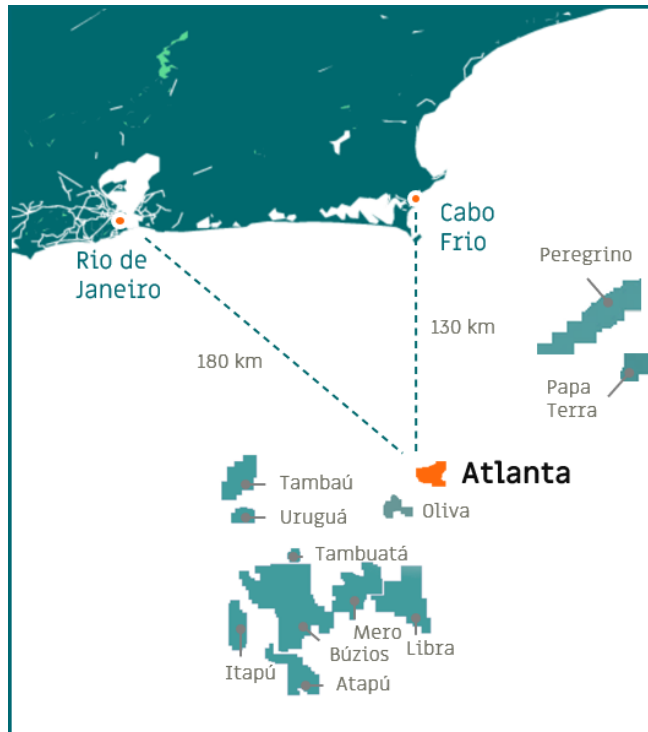 Cabo
Frio
Rio de
Janeiro
Peregrino
130 km
180 km
Papa
Terra
Atlanta
Tambaú
Oliva
Uruguá
Tambuatá
Mero
Búzios
Libra
Itapú
Atapú